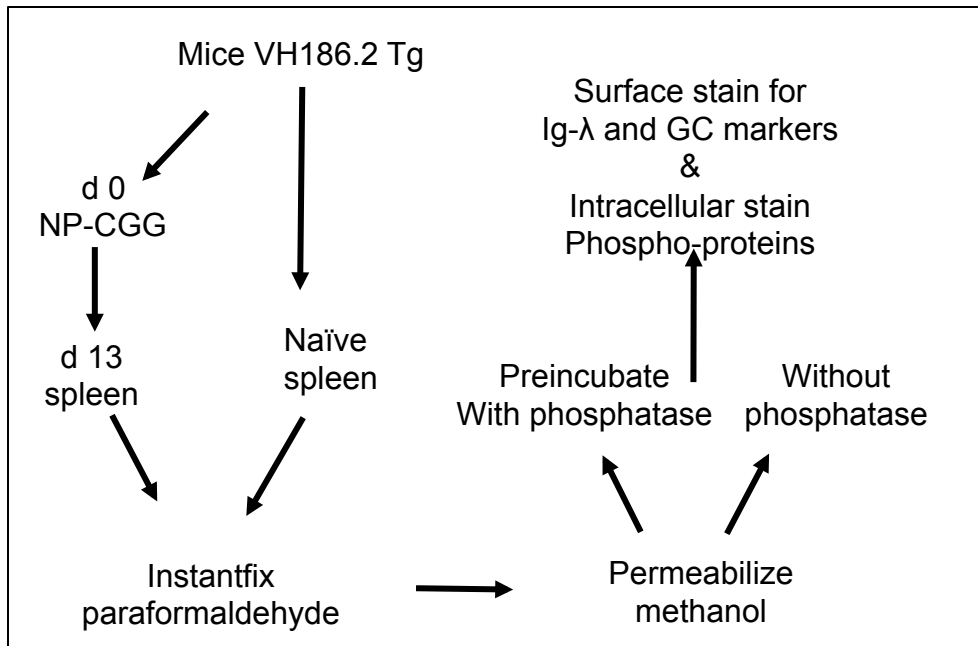 Mice VH186.2 Tg
d 0
NP-CGG
d 13
spleen
Naïve
spleen
Instantfix
paraformaldehyde
Permeabilize
methanol
Preincubate
With phosphatase
Without
phosphatase
Surface stain for
Ig-λ and GC markers
&
Intracellular stain
Phospho-proteins